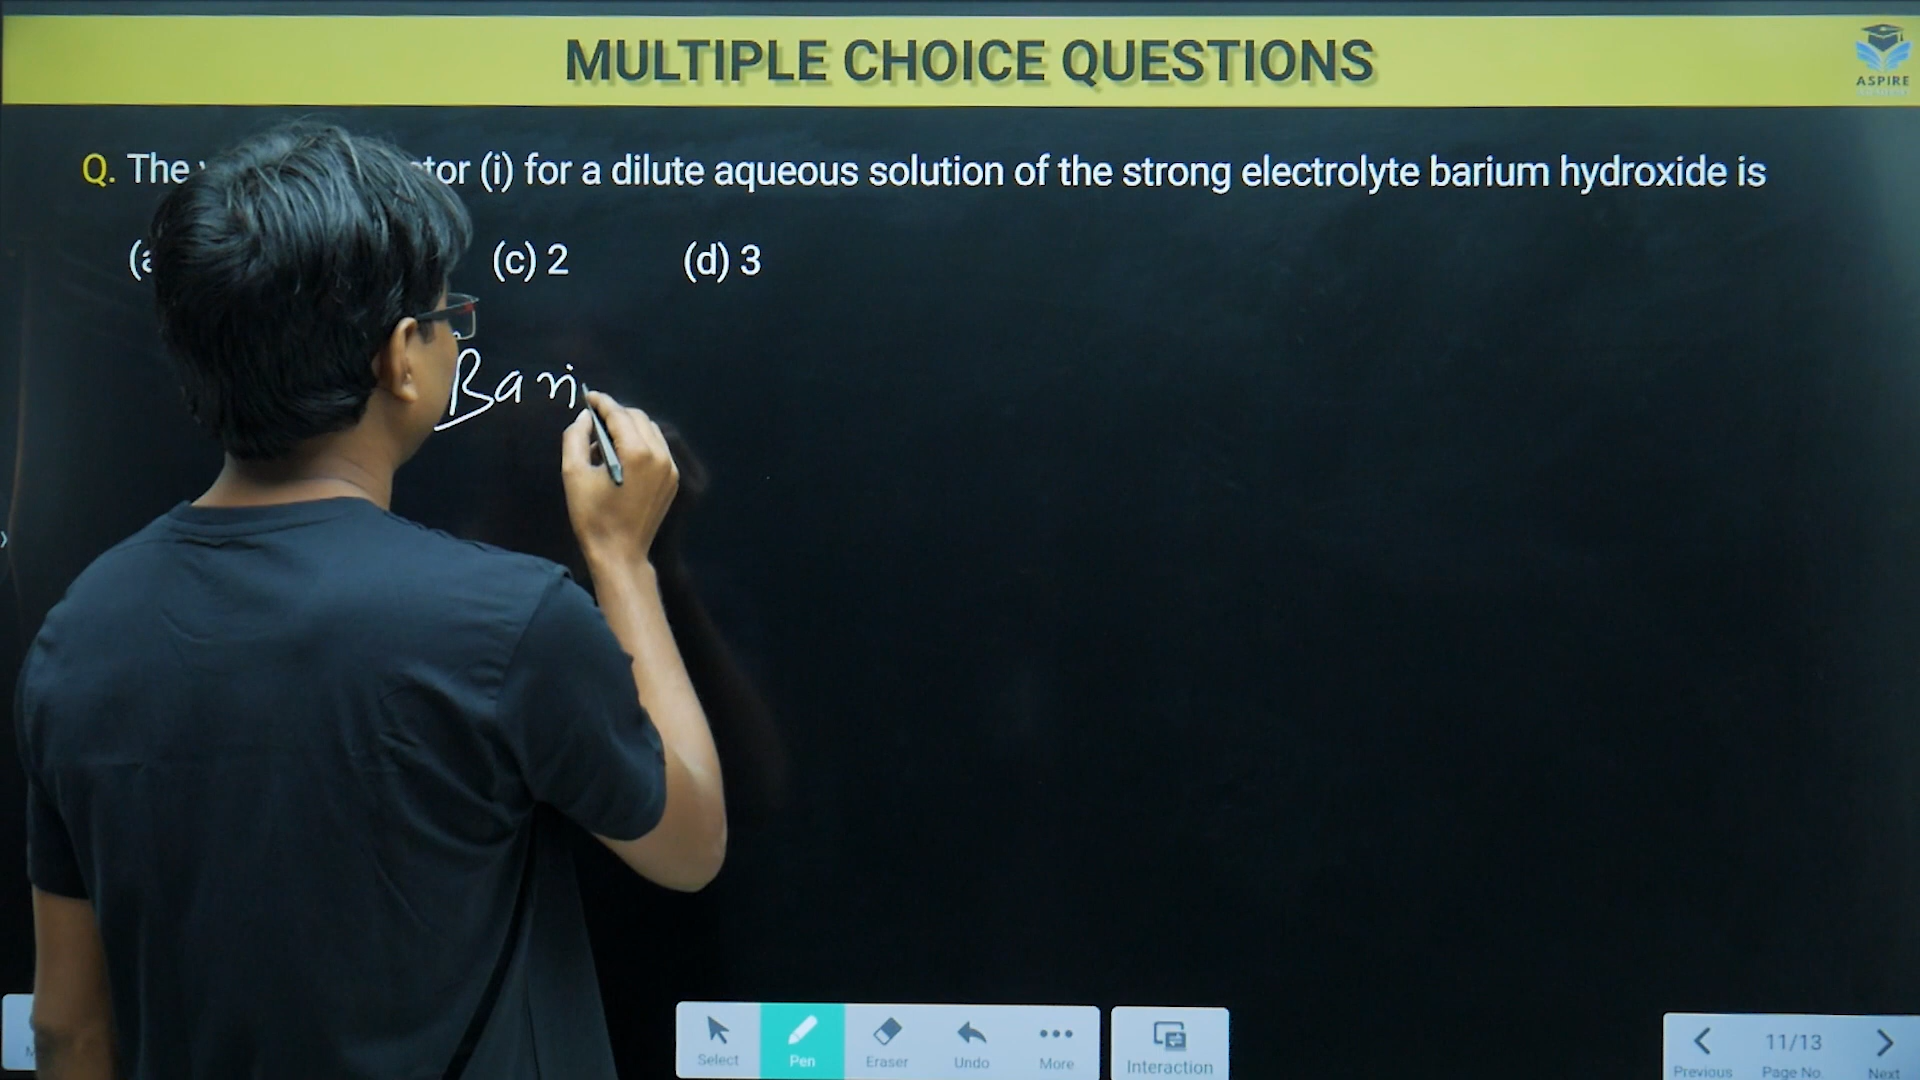 MULTIPLE CHOICE QUESTIONS
ASPIRE
Q. The (i) for a dilute aqueous solution of the strong electrolyte barium hydroxide is
(c) 2 (d) 3
Bari
Select Pen Eraser Undo More Interaction
Previous 11/13 Page No. Next